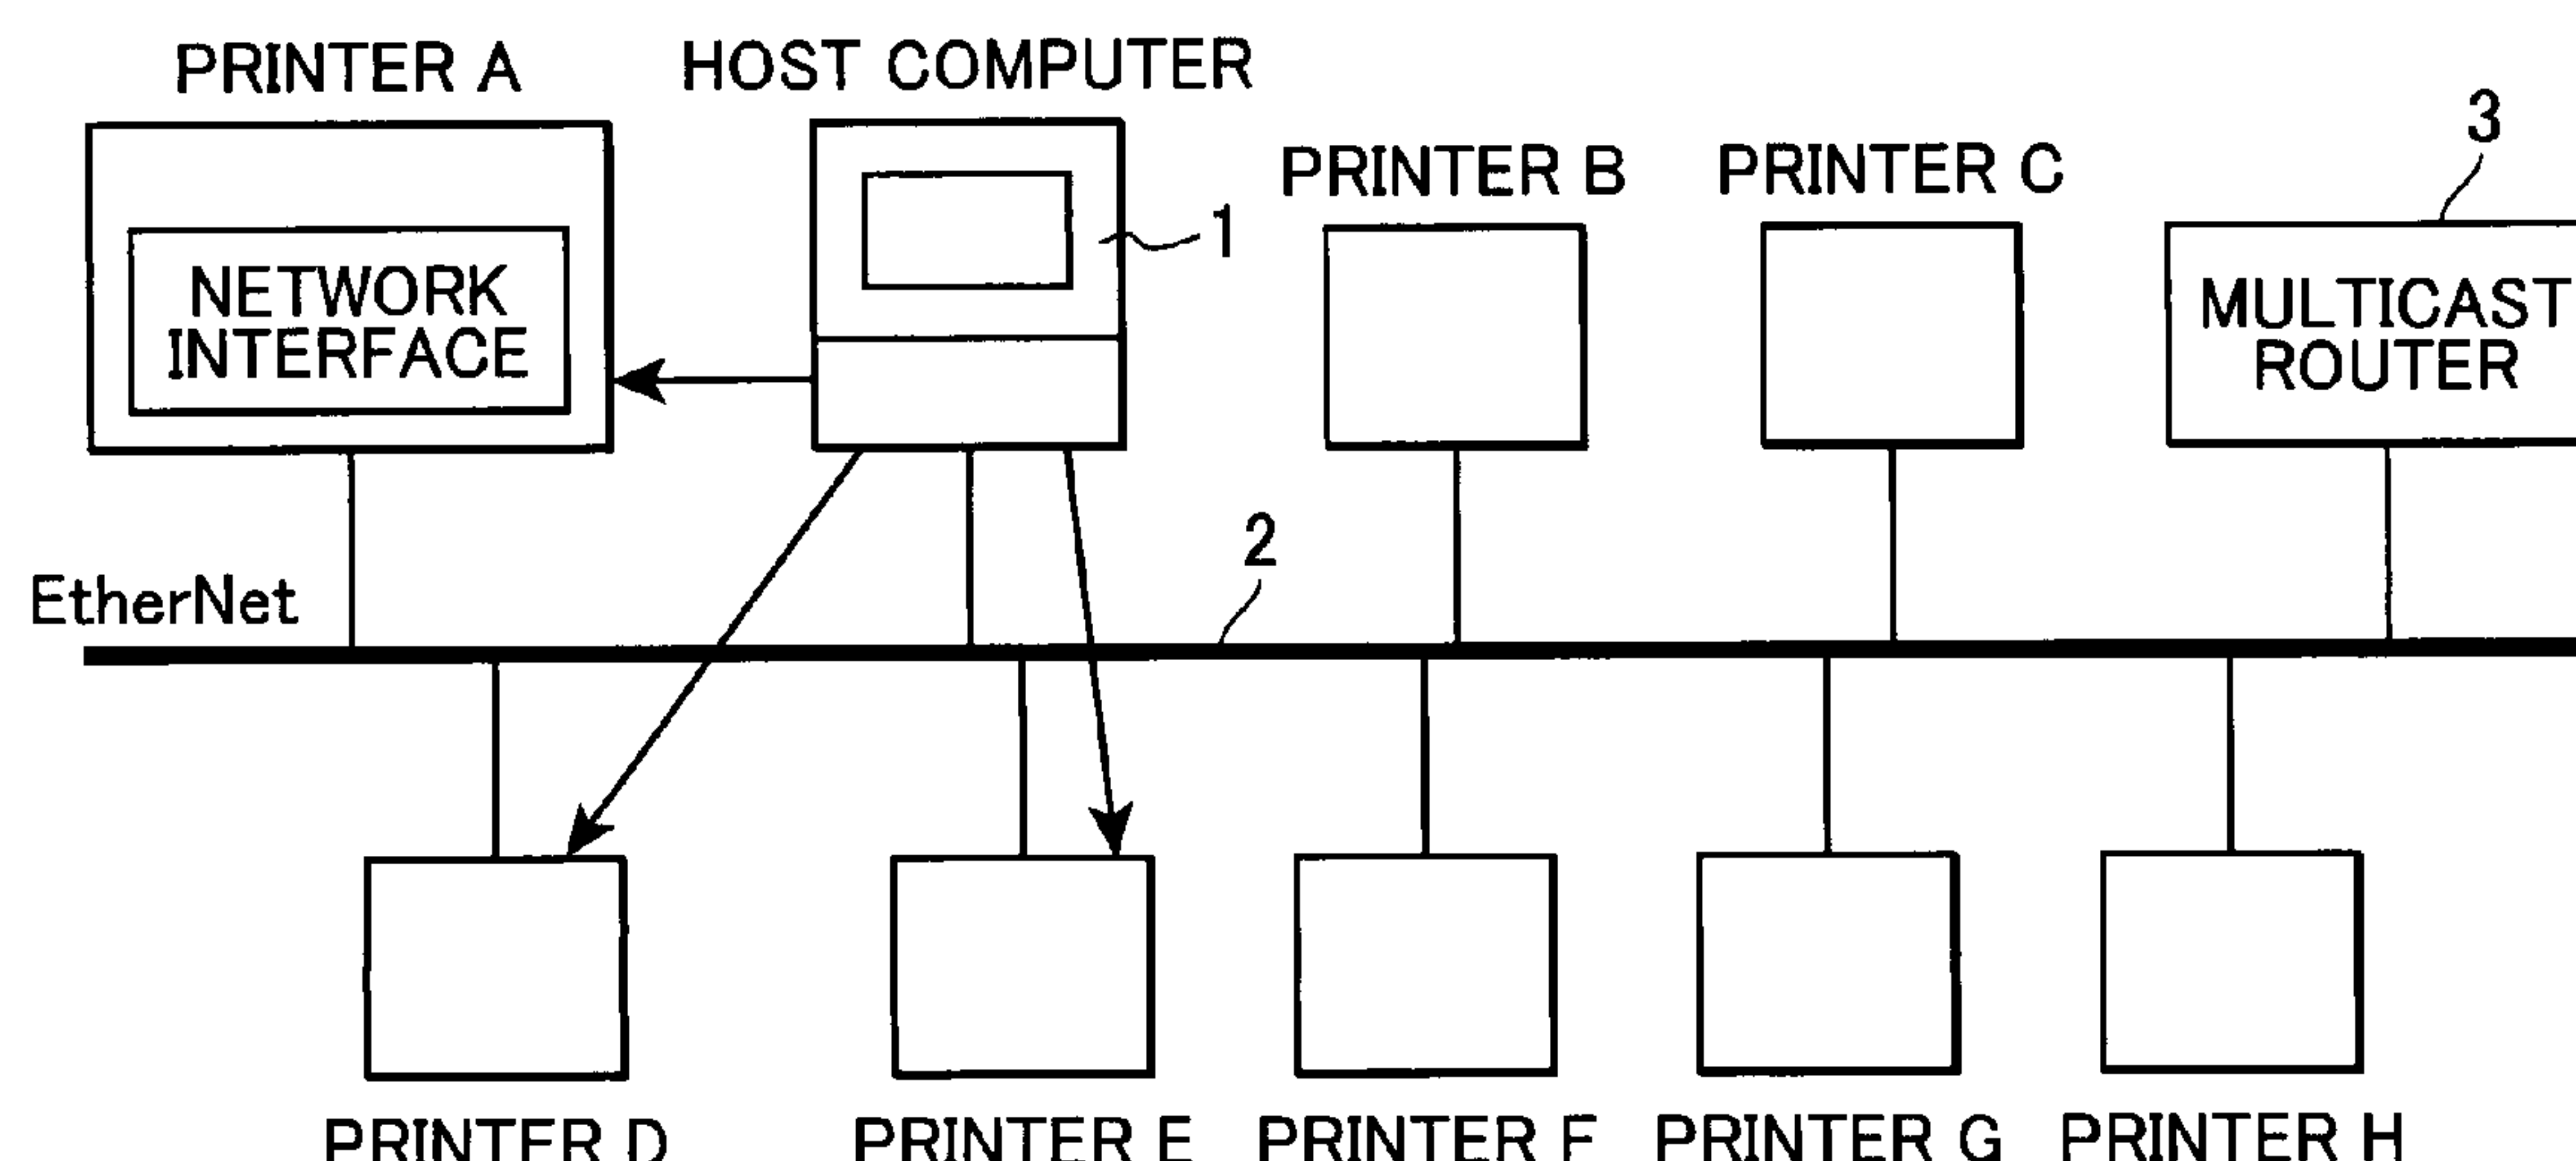 PRINTER A
HOST COMPUTER
3
PRINTER B
PRINTER C
1
NETWORK
INTERFACE
MULTICAST
ROUTER
2
EtherNet
PRINTER D
PRINTER E
PRINTER F
PRINTER G
PRINTER H